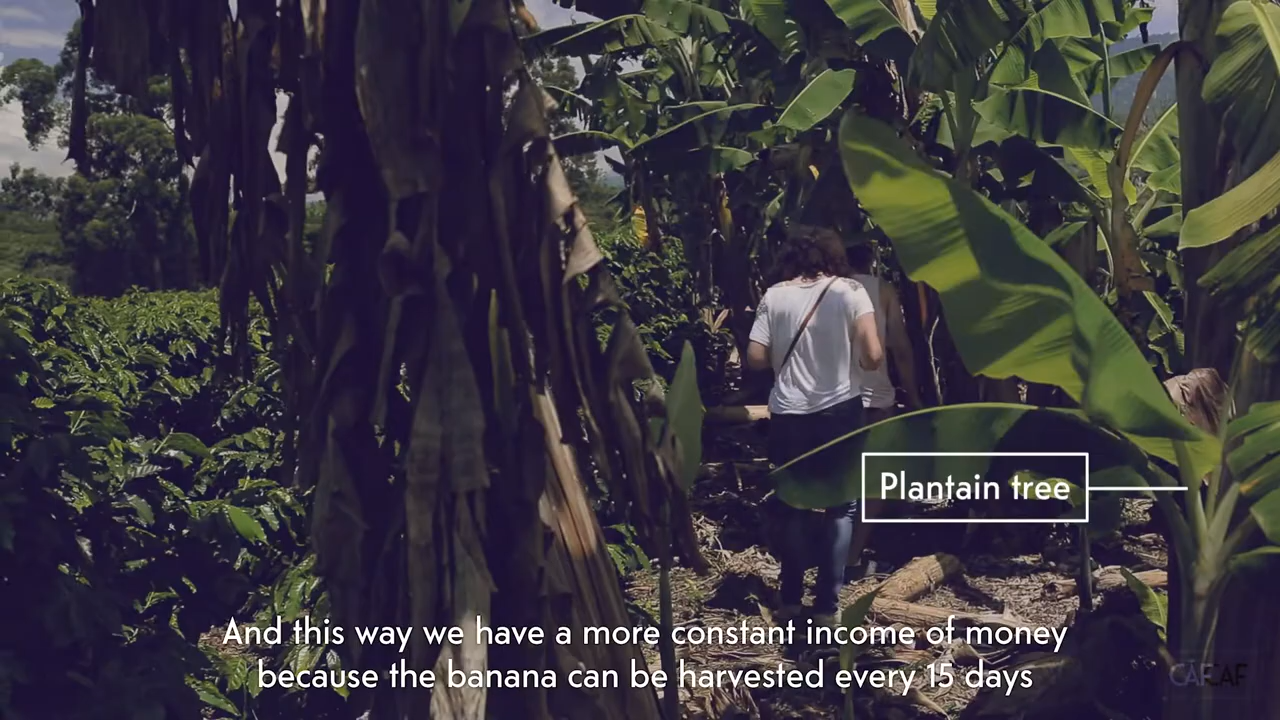 Plantain tree
And this way we have a more constant income of money
because the banana can be harvested every 15 days
CAFCAF